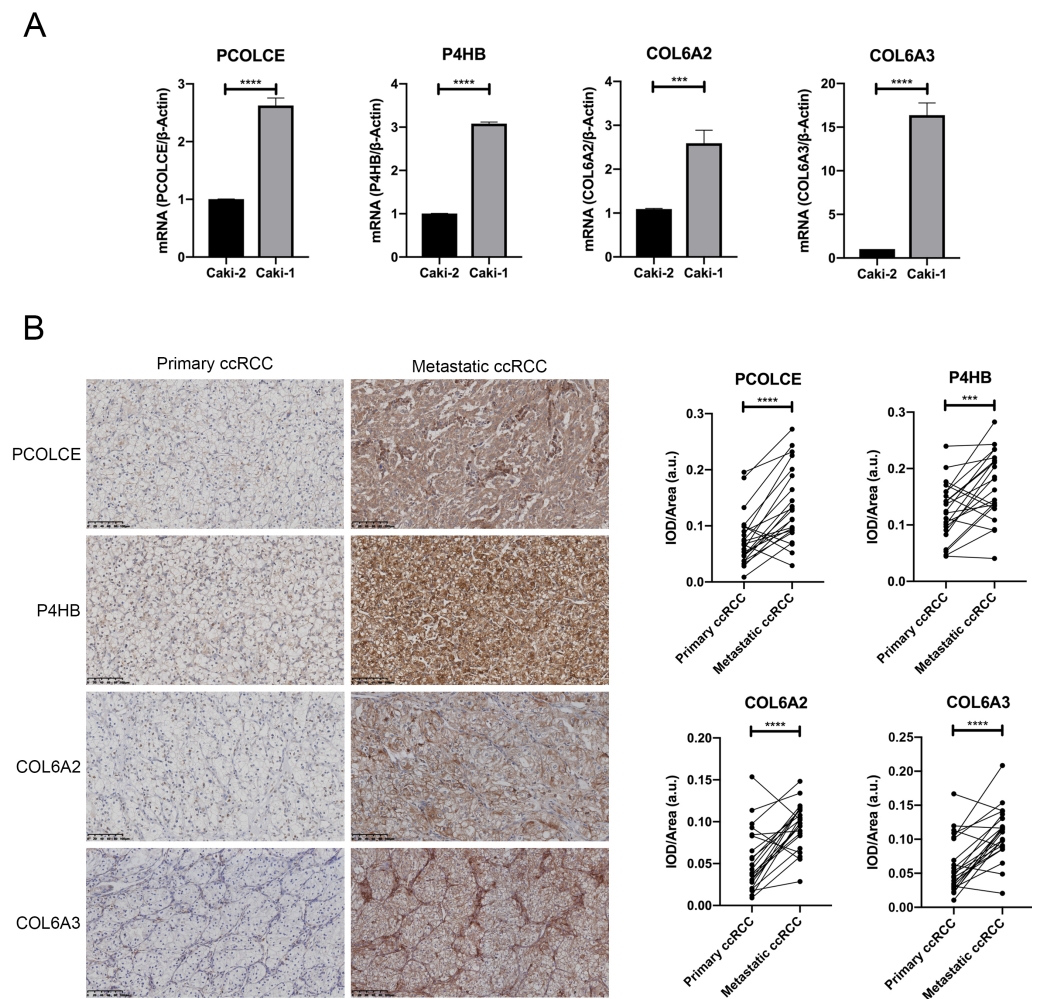 A
PCOLCE
mRNA (PCOLCE/β-Actin)
3
2
1
0
****
Caki-2 Caki-1
P4HB
mRNA (P4HB/β-Actin)
4
3
2
1
0
****
Caki-2 Caki-1
COL6A2
mRNA (COL6A2/β-Actin)
4
3
2
1
0
***
Caki-2 Caki-1
COL6A3
mRNA (COL6A3/β-Actin)
20
15
10
5
0
****
Caki-2 Caki-1
B
Primary ccRCC Metastatic ccRCC
PCOLCE
P4HB
COL6A2
COL6A3
PCOLCE
IOD/Area (a.u.)
0.3
0.2
0.1
0.0
****
Primary ccRCC
Metastatic ccRCC
P4HB
IOD/Area (a.u.)
0.3
0.2
0.1
0.0
***
Primary ccRCC
Metastatic ccRCC
COL6A2
IOD/Area (a.u.)
0.20
0.15
0.10
0.05
0.00
****
Primary ccRCC
Metastatic ccRCC
COL6A3
IOD/Area (a.u.)
0.25
0.20
0.15
0.10
0.05
0.00
****
Primary ccRCC
Metastatic ccRCC